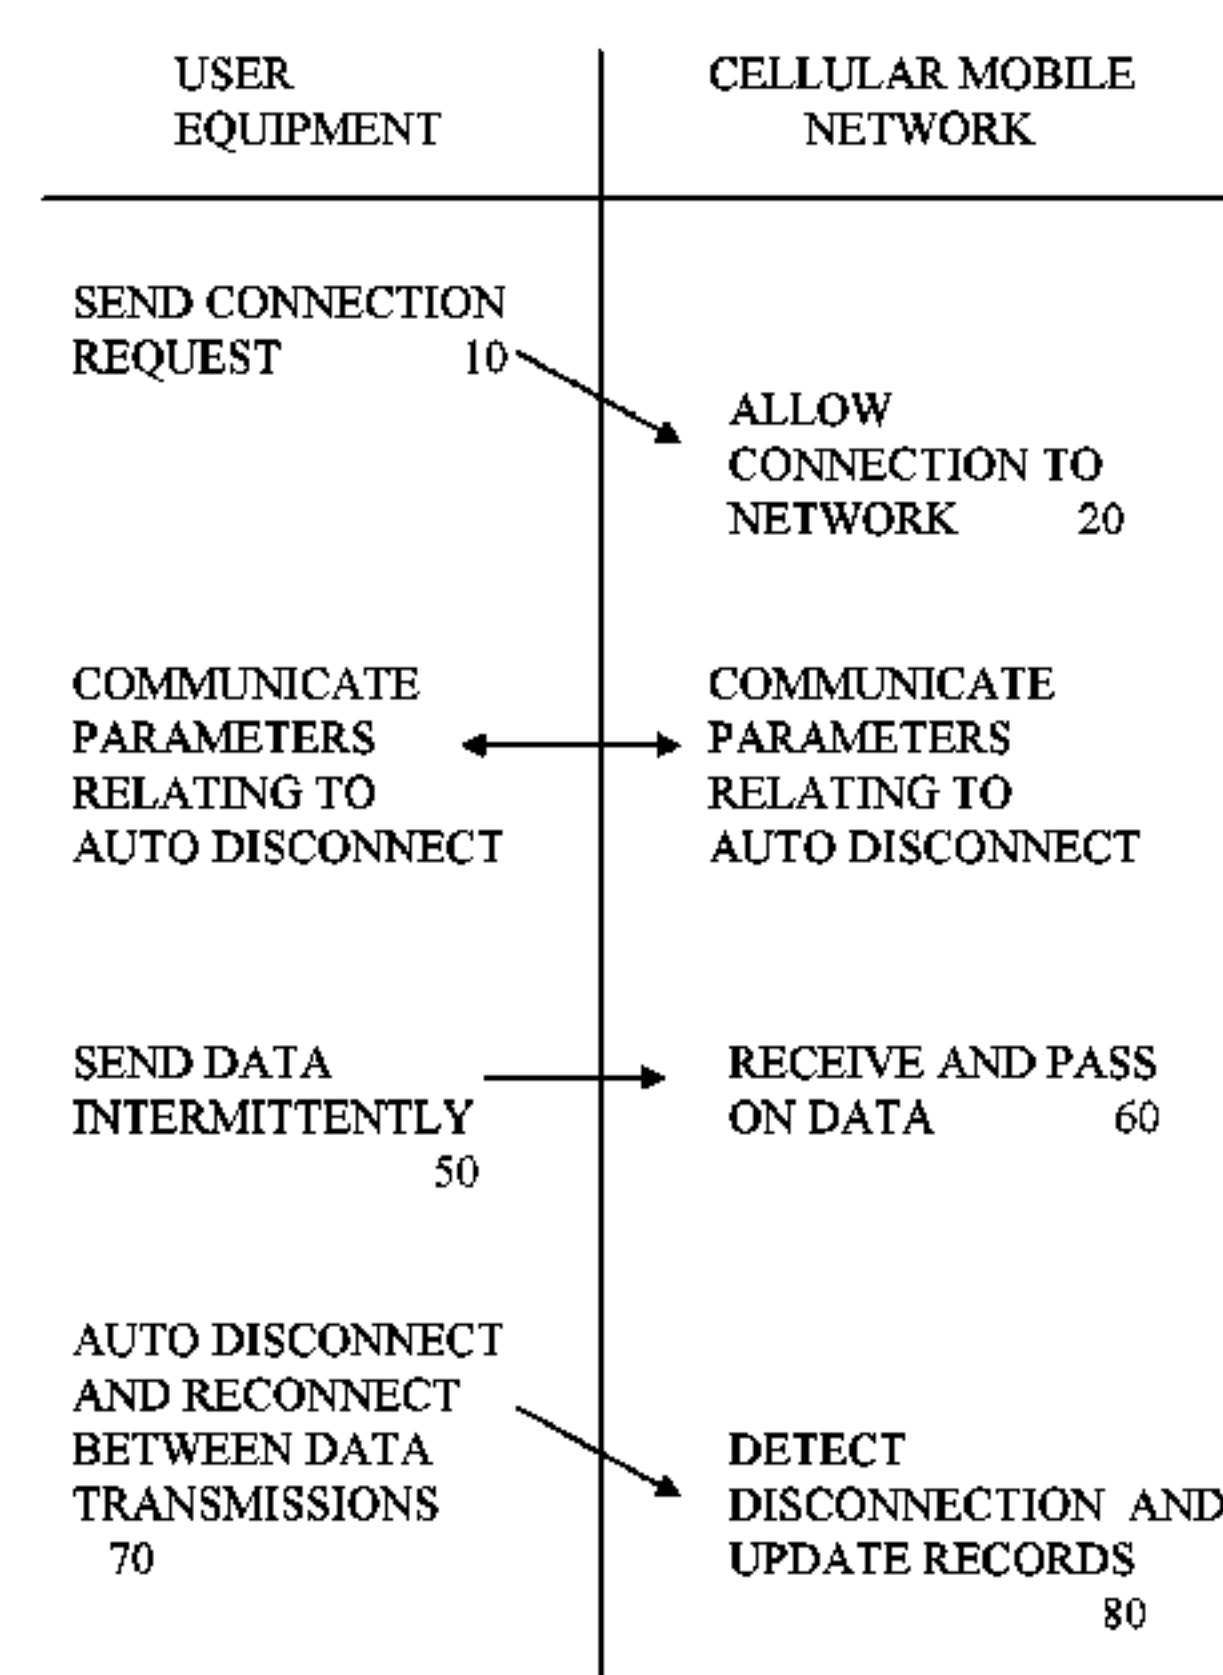 USER
EQUIPMENT
CELLULAR MOBILE
NETWORK
SEND CONNECTION
REQUEST 10
ALLOW
CONNECTION TO
NETWORK 20
COMMUNICATE
PARAMETERS
RELATING TO
AUTO DISCONNECT
COMMUNICATE
PARAMETERS
RELATING TO
AUTO DISCONNECT
SEND DATA
INTERMITTENTLY
50
RECEIVE AND PASS
ON DATA 60
AUTO DISCONNECT
AND RECONNECT
BETWEEN DATA
TRANSMISSIONS
70
DETECT
DISCONNECTION AND
UPDATE RECORDS
80